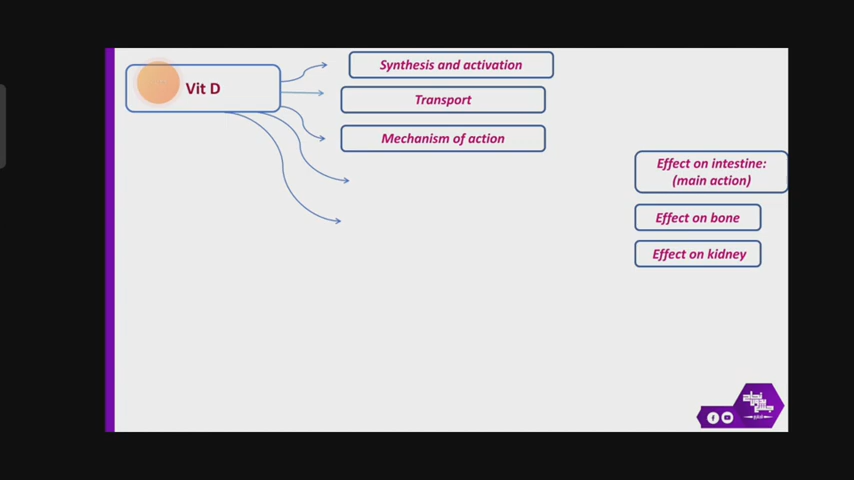 Vit D
Synthesis and activation
Transport
Mechanism of action
Effect on intestine:
(main action)
Effect on bone
Effect on kidney